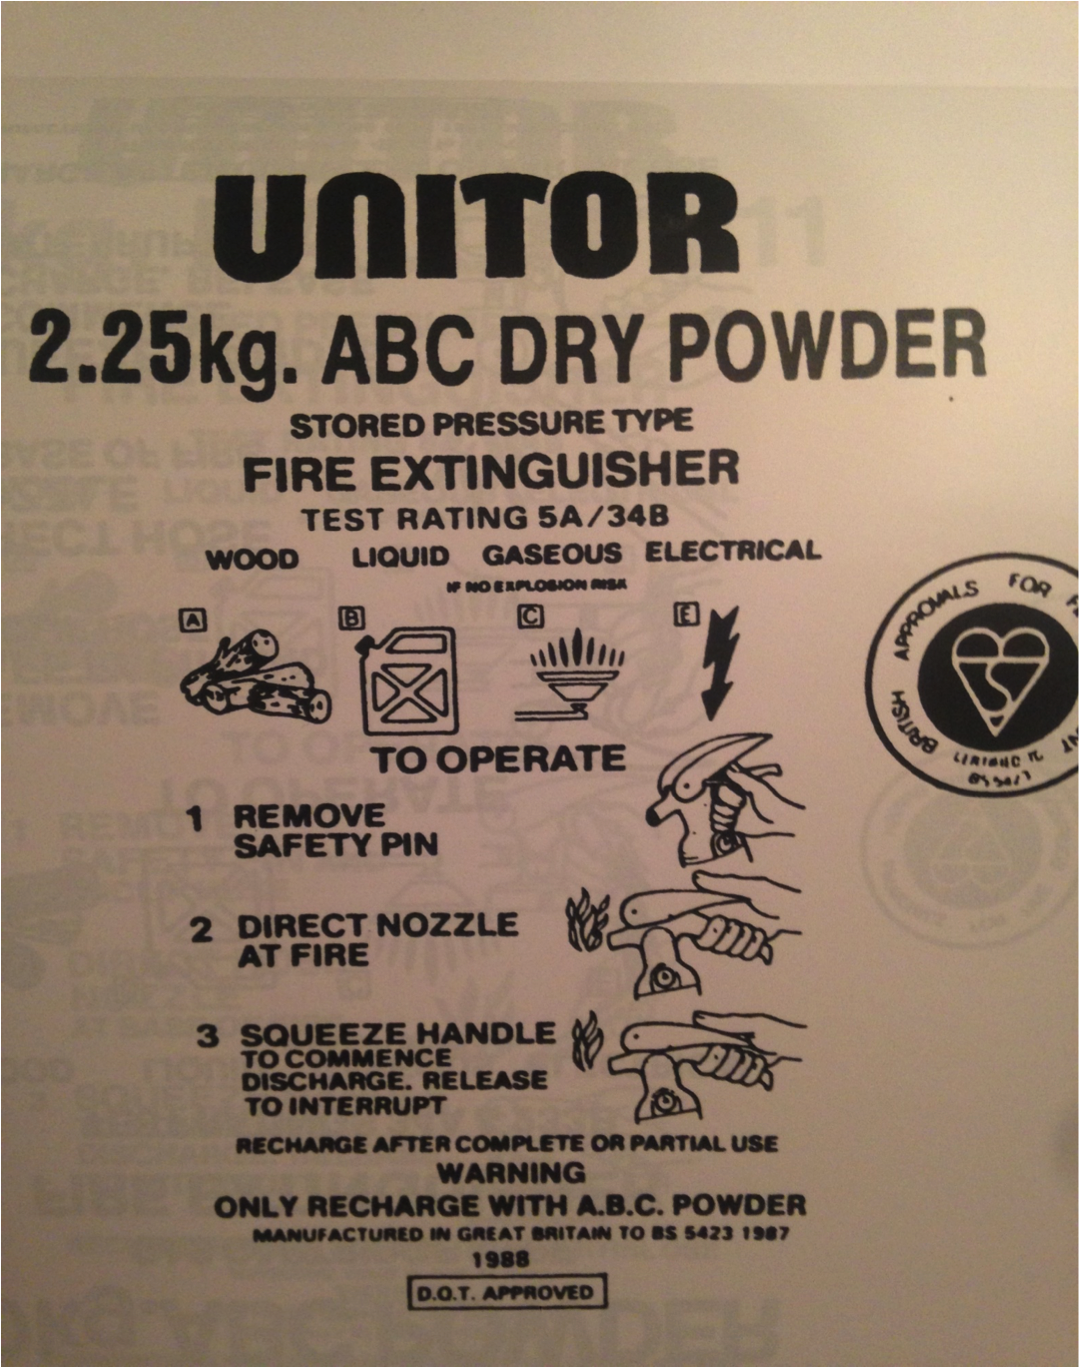 UNITOR
2.25kg. ABC DRY POWDER
STORED PRESSURE TYPE
FIRE EXTINGUISHER
TEST RATING 5A/34B
WOOD LIQUID GASEOUS ELECTRICAL
IF NO EXPLOSION RISK
A B C E
APPROVALS FOR
BRITISH
BS 5423
TO OPERATE
1 REMOVE
SAFETY PIN
2 DIRECT NOZZLE
AT FIRE
3 SQUEEZE HANDLE
TO COMMENCE
DISCHARGE. RELEASE
TO INTERRUPT
RECHARGE AFTER COMPLETE OR PARTIAL USE
WARNING
ONLY RECHARGE WITH A.B.C. POWDER
MANUFACTURED IN GREAT BRITAIN TO BS 5423 1987
1988
D.O.T. APPROVED